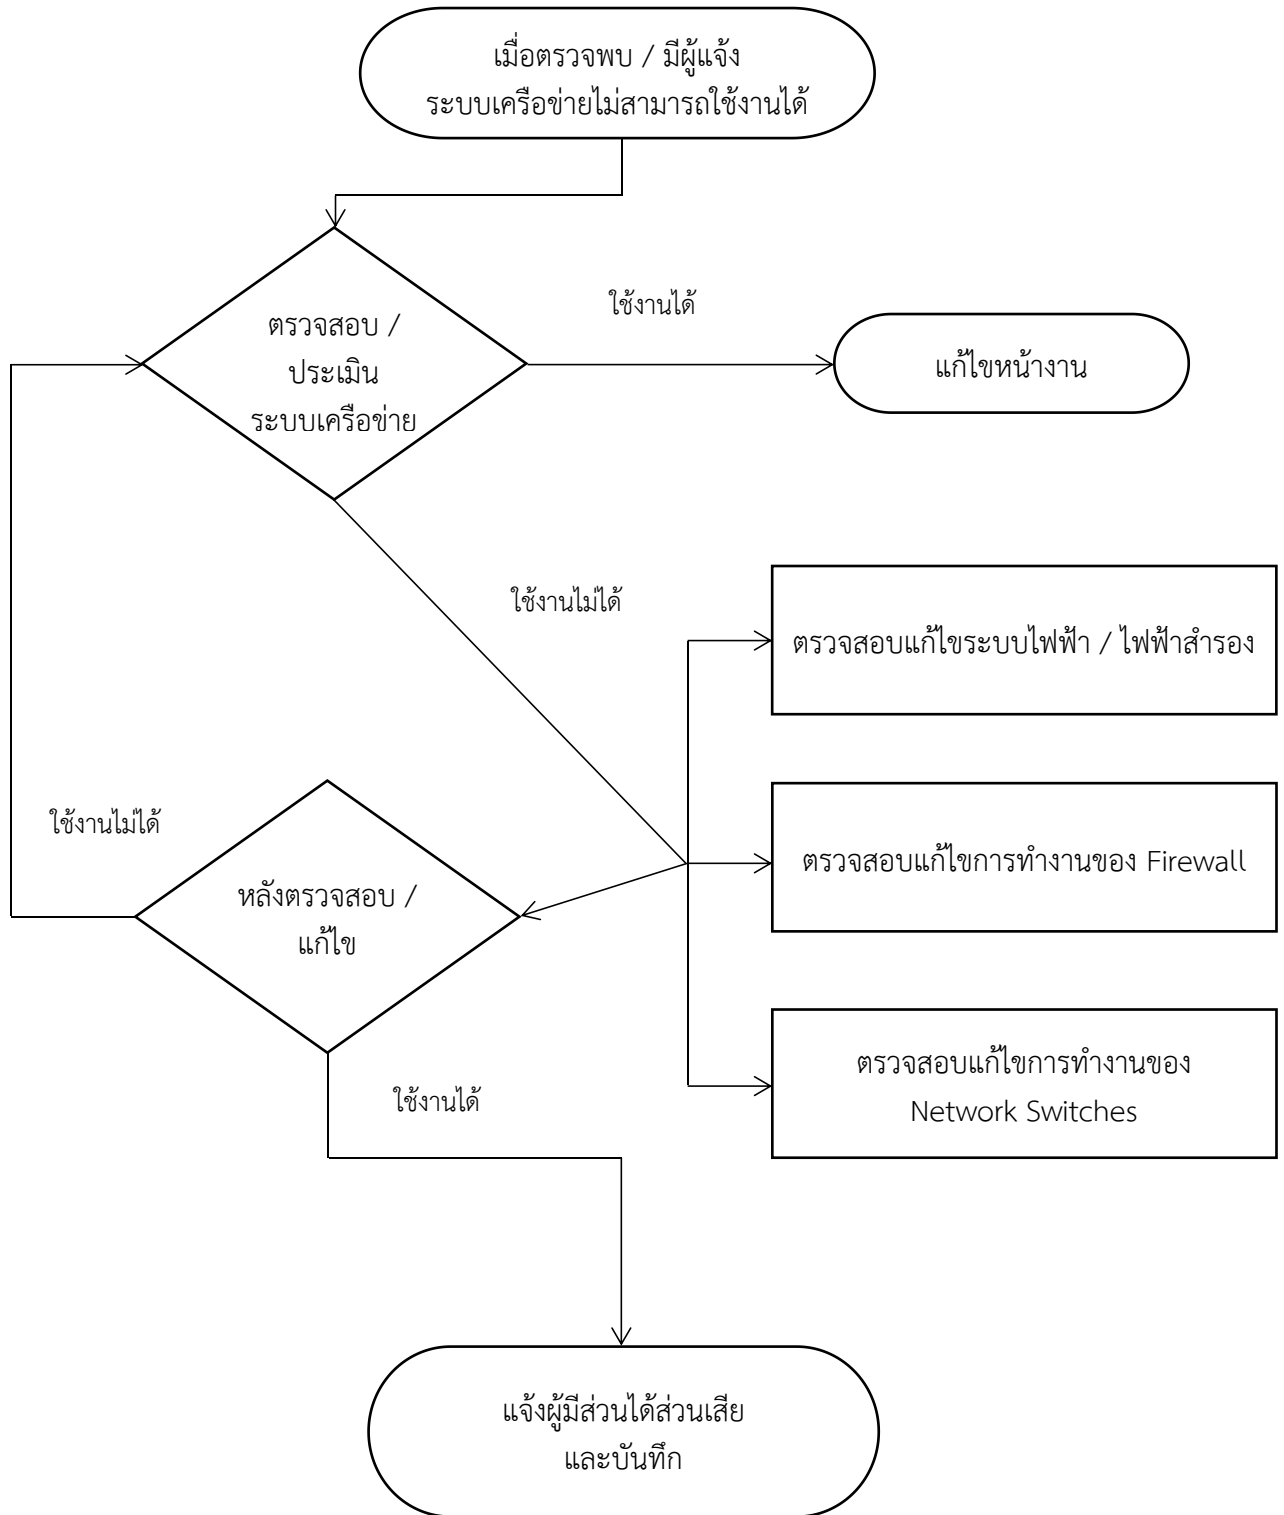 เมื่อตรวจพบ / มีผู้แจ้ง
ระบบเครือข่ายไม่สามารถใช้งานได้
ใช้งานได้
ตรวจสอบ /
ประเมิน
ระบบเครือข่าย
แก้ไขหน้างาน
ใช้งานไม่ได้
ตรวจสอบแก้ไขระบบไฟฟ้า / ไฟฟ้าสำรอง
ใช้งานไม่ได้
ตรวจสอบแก้ไขการทำงานของ Firewall
หลังตรวจสอบ /
แก้ไข
ตรวจสอบแก้ไขการทำงานของ
Network Switches
ใช้งานได้
แจ้งผู้มีส่วนได้ส่วนเสีย
และบันทึก